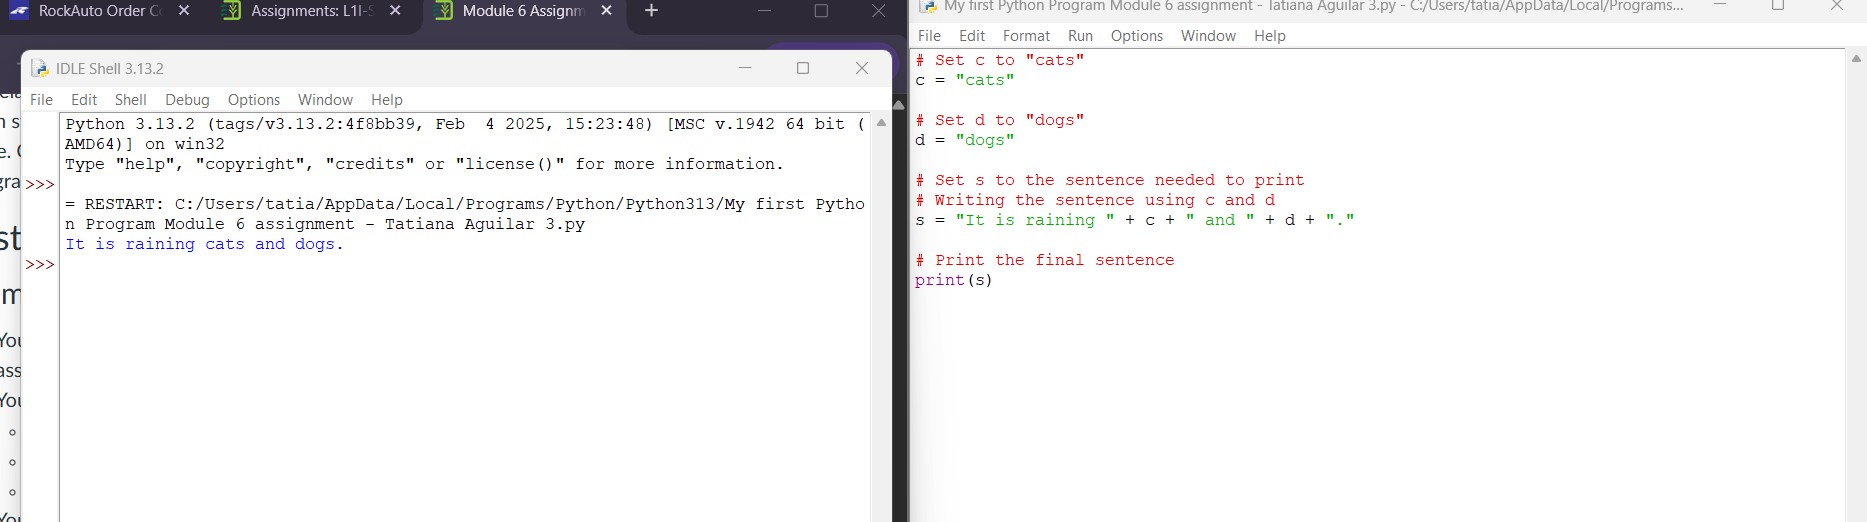 RockAuto Order C
Assignments: L1I-S
Module 6 Assignm
IDLE Shell 3.13.2
File Edit Shell Debug Options Window Help
Python 3.13.2 (tags/v3.13.2:4f8bb39, Feb  4 2025, 15:23:48) [MSC v.1942 64 bit (
AMD64)] on win32
Type "help", "copyright", "credits" or "license()" for more information.
>>>
= RESTART: C:/Users/tatia/AppData/Local/Programs/Python/Python313/My first Pytho
n Program Module 6 assignment - Tatiana Aguilar 3.py
It is raining cats and dogs.
>>>
My first Python Program Module 6 assignment - Tatiana Aguilar 3.py - C:/Users/tatia/AppData/Local/Programs...
File Edit Format Run Options Window Help
# Set c to "cats"
c = "cats"
# Set d to "dogs"
d = "dogs"
# Set s to the sentence needed to print
# Writing the sentence using c and d
s = "It is raining " + c + " and " + d + "."
# Print the final sentence
print(s)